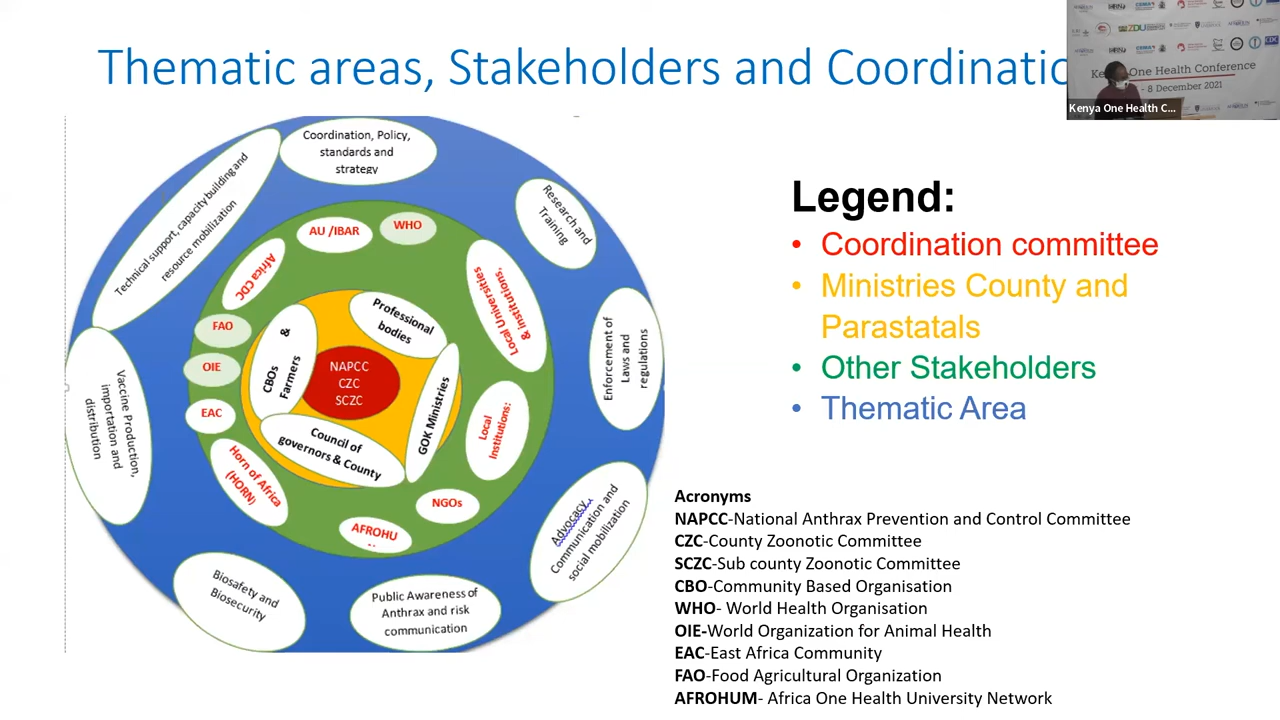 Thematic areas, Stakeholders and Coordinatio
Kenya One Health Conference
- 8 December 2021
Kenya One Health C...
Coordination, Policy,
standards and
strategy
Technical support, capacity building and
resource mobilization
Research and
Training
AU /IBAR
WHO
Africa CDC
Local Universities
& institutions,
FAO
OIE
EAC
Professional
bodies
CBOs &
Farmers
NAPCC
CZC
SCZC
GOK Ministries
Council of
governors & County
Enforcement of
Laws and
regulations
Vaccine Production,
importation and
distribution
Local
Institutions:
Horn of Africa
(HORN)
NGOs
AFROHU
Advocacy,
Communication and
social mobilization
Biosafety and
Biosecurity
Public Awareness of
Anthrax and risk
communication
Legend:
• Coordination committee
• Ministries County and
Parastatals
• Other Stakeholders
• Thematic Area
Acronyms
NAPCC-National Anthrax Prevention and Control Committee
CZC-County Zoonotic Committee
SCZC-Sub county Zoonotic Committee
CBO-Community Based Organisation
WHO- World Health Organisation
OIE-World Organization for Animal Health
EAC-East Africa Community
FAO-Food Agricultural Organization
AFROHUM- Africa One Health University Network